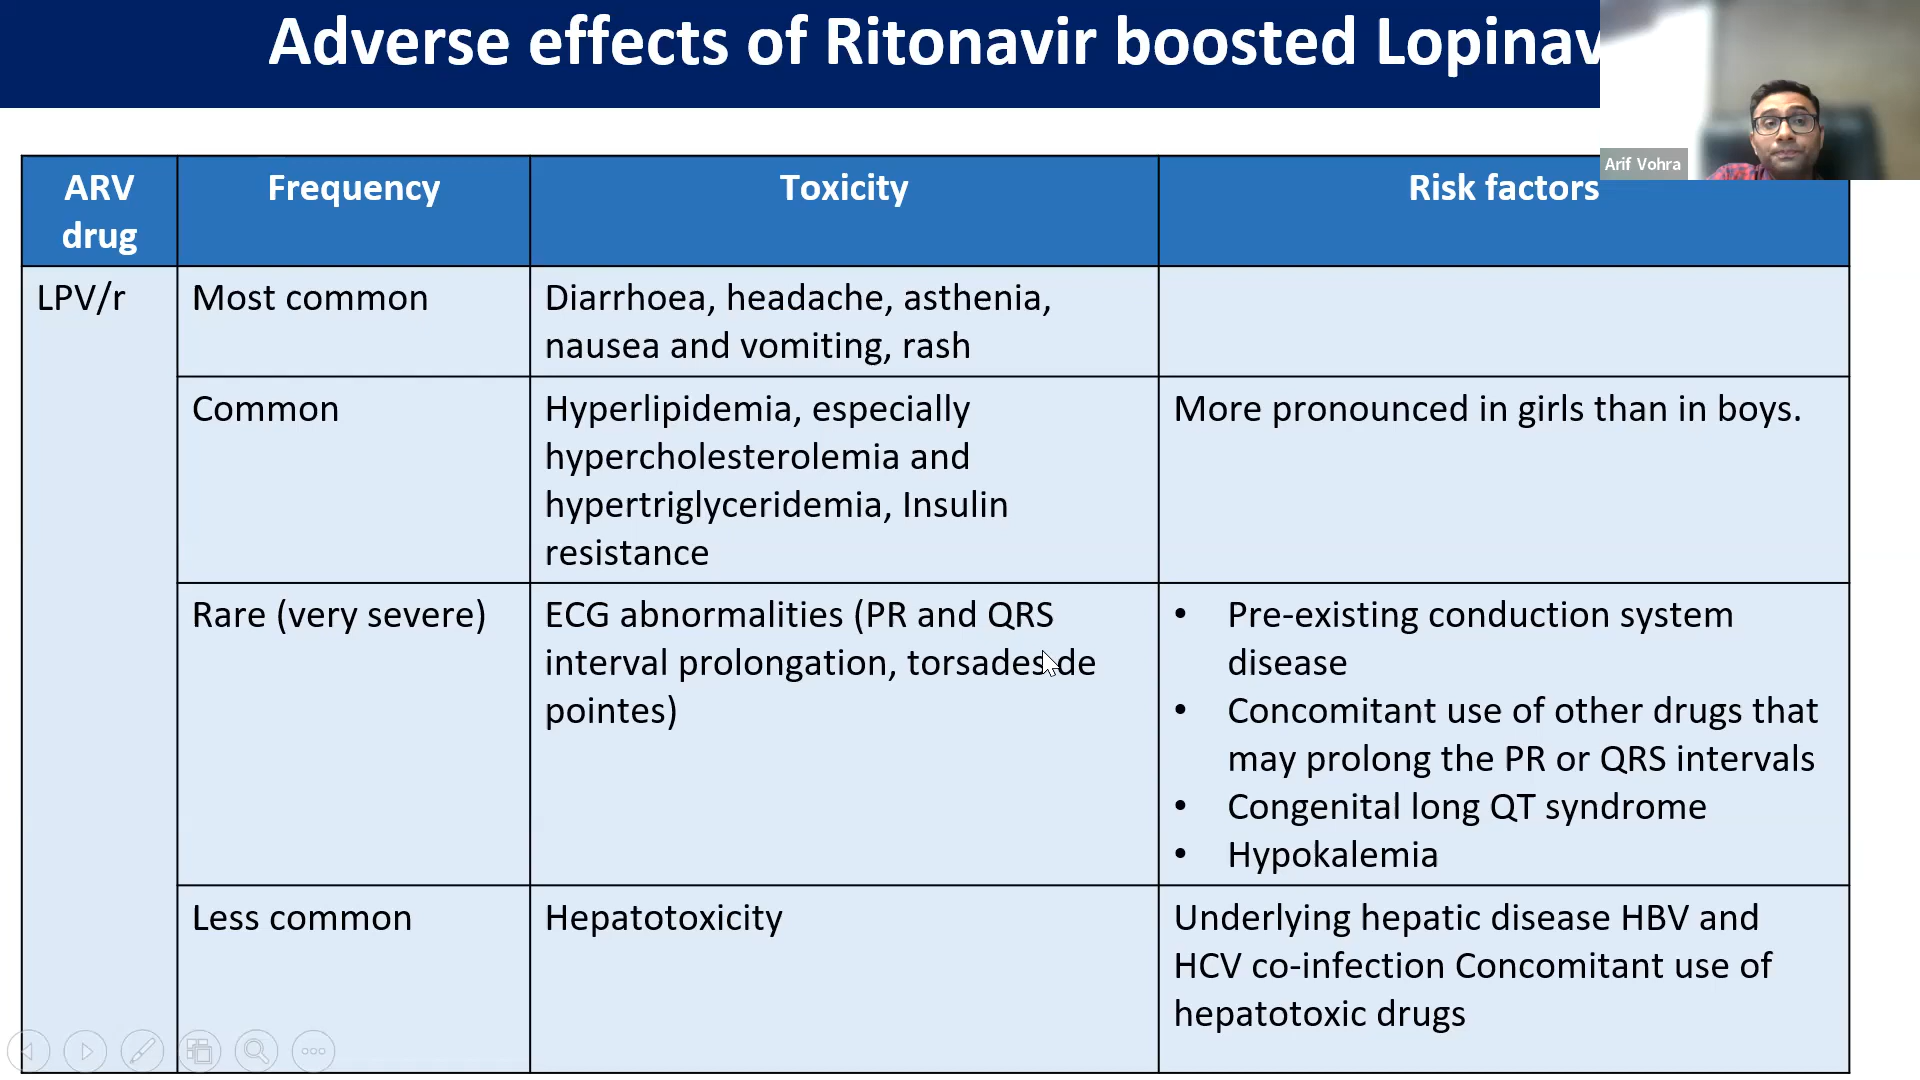 Adverse effects of Ritonavir boosted Lopinav
Arif Vohra
ARV
drug
Frequency
Toxicity
Risk factors
LPV/r
Most common
Diarrhoea, headache, asthenia,
nausea and vomiting, rash
Common
Hyperlipidemia, especially
hypercholesterolemia and
hypertriglyceridemia, Insulin
resistance
More pronounced in girls than in boys.
Rare (very severe)
ECG abnormalities (PR and QRS
interval prolongation, torsades de
pointes)
• Pre-existing conduction system
disease
• Concomitant use of other drugs that
may prolong the PR or QRS intervals
• Congenital long QT syndrome
• Hypokalemia
Less common
Hepatotoxicity
Underlying hepatic disease HBV and
HCV co-infection Concomitant use of
hepatotoxic drugs